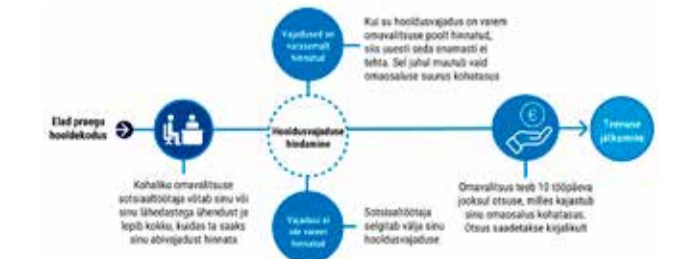 Vajadused on
varasemalt
hinnatud
Kui su hooldusvajadus on varem
omavalitsuse poolt hinnatud,
siis uuesti seda enamasti ei
tehta. Sel juhul muutub vaid
omaosaluse suurus kohatasus
Elad praegu
hooldekodus
Hooldusvajaduse
hindamine
Teenuse
jätkumine
Kohaliku omavalitsuse
sotsiaaltöötaja võtab sinu või
sinu lähedastega ühendust ja
lepib kokku, kuidas ta saaks
sinu abivajadust hinnata
Vajadusi ei
ole varem
hinnatud
Sotsiaaltöötaja
selgitab välja sinu
hooldusvajaduse
Omavalitsus teeb 10 tööpäeva
jooksul otsuse, milles kajastub
sinu omaosalus kohatasus.
Otsus saadetakse kirjalikult